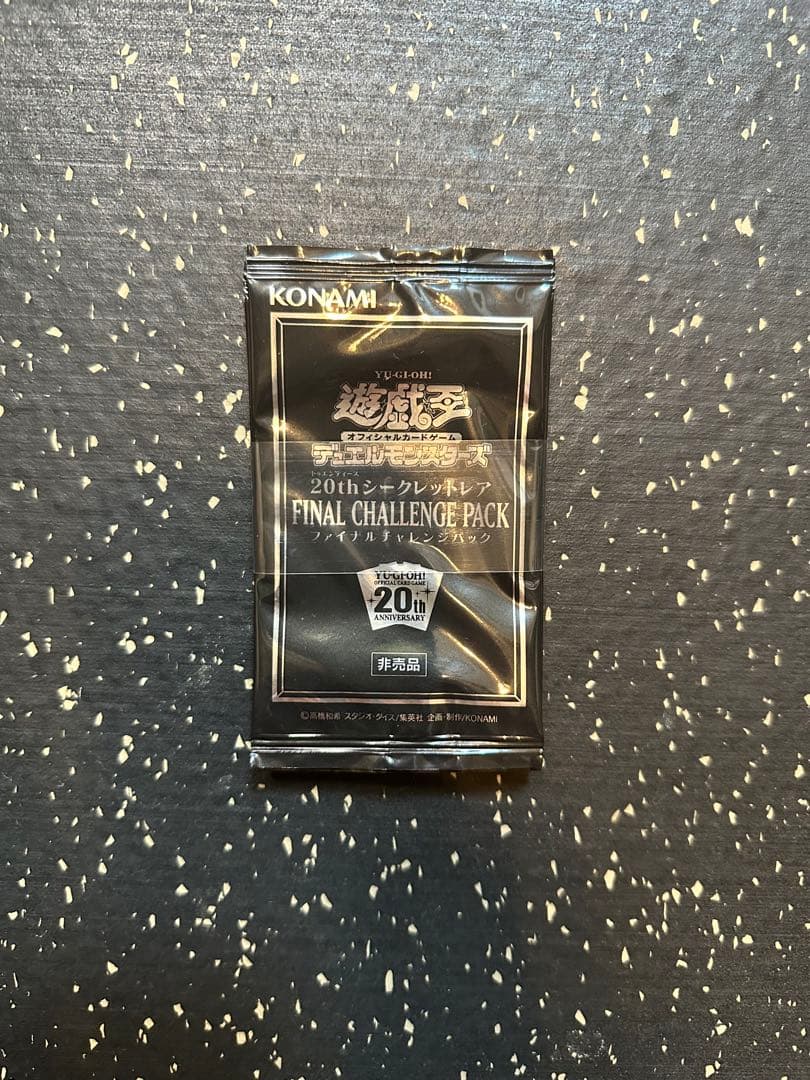 KONAMI
YU-GI-OH!
遊戯王
オフィシャルカードゲーム
デュエルモンスターズ
トゥエンティース
20thシークレットレア
FINAL CHALLENGE PACK
ファイナルチャレンジパック
YU-GI-OH!
OFFICIAL CARD GAME
20th
ANNIVERSARY
非売品
©高橋和希 スタジオ・ダイス/集英社 企画・制作/KONAMI